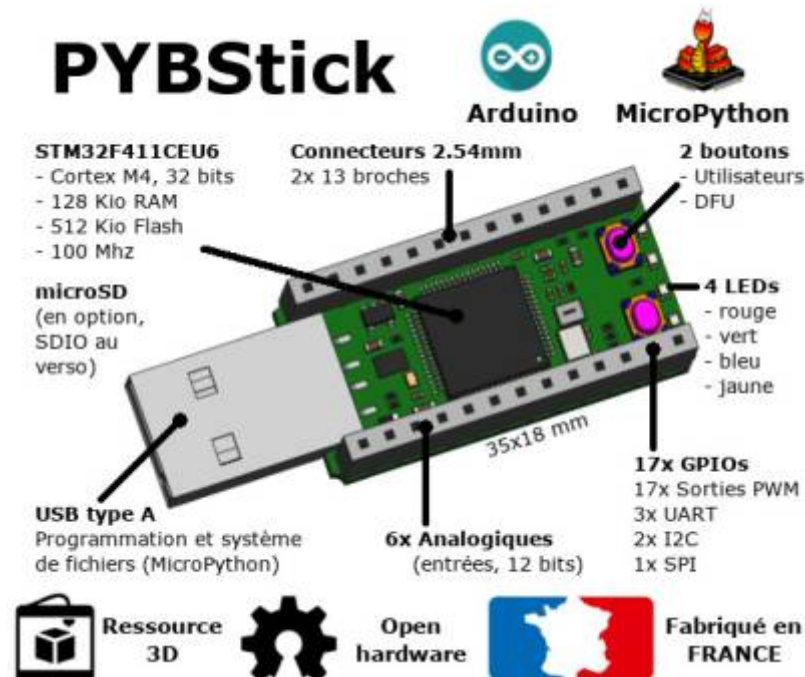 PYBStick
Arduino
MicroPython
STM32F411CEU6
- Cortex M4, 32 bits
- 128 Kio RAM
- 512 Kio Flash
- 100 Mhz
Connecteurs 2.54mm
2x 13 broches
2 boutons
- Utilisateurs
- DFU
microSD
(en option,
SDIO au
verso)
4 LEDs
- rouge
- vert
- bleu
- jaune
35x18 mm
USB type A
Programmation et système
de fichiers (MicroPython)
6x Analogiques
(entrées, 12 bits)
17x GPIOs
17x Sorties PWM
3x UART
2x I2C
1x SPI
Ressource
3D
Open
hardware
Fabriqué en
FRANCE